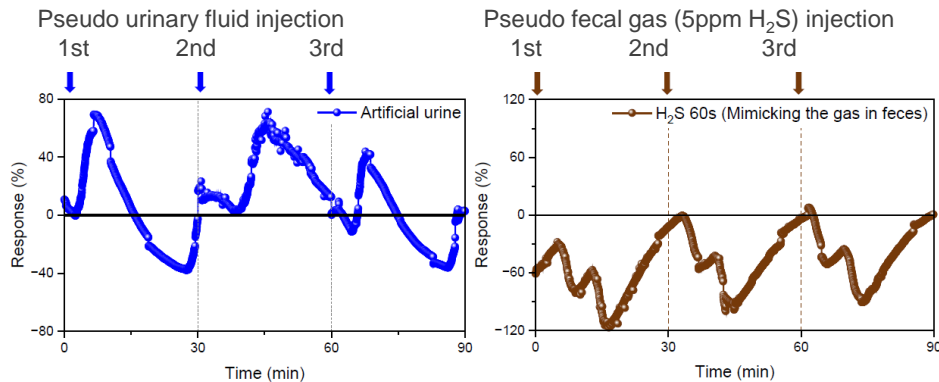 Pseudo urinary fluid injection
1st 2nd 3rd
80
40
0
−40
−80
Response (%)
Artificial urine
0 30 60 90
Time (min)
Pseudo fecal gas (5ppm H₂S) injection
1st 2nd 3rd
120
60
0
−60
−120
Response (%)
H₂S 60s (Mimicking the gas in feces)
0 30 60 90
Time (min)